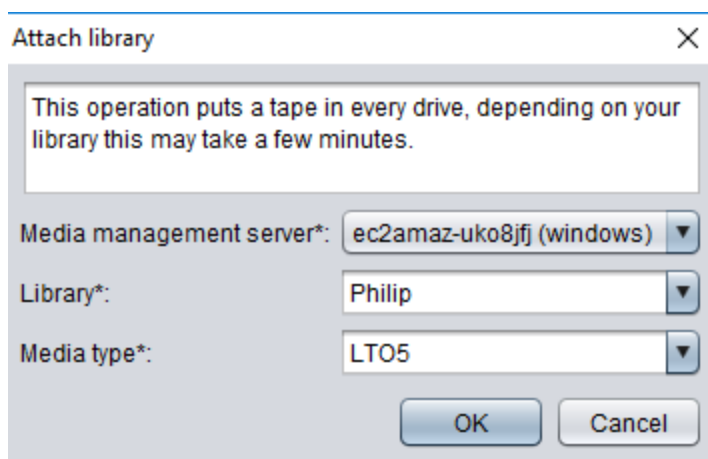 Attach library
This operation puts a tape in every drive, depending on your
library this may take a few minutes.
Media management server*: ec2amaz-uko8jfj (windows)
Library*: Philip
Media type*: LTO5
OK Cancel